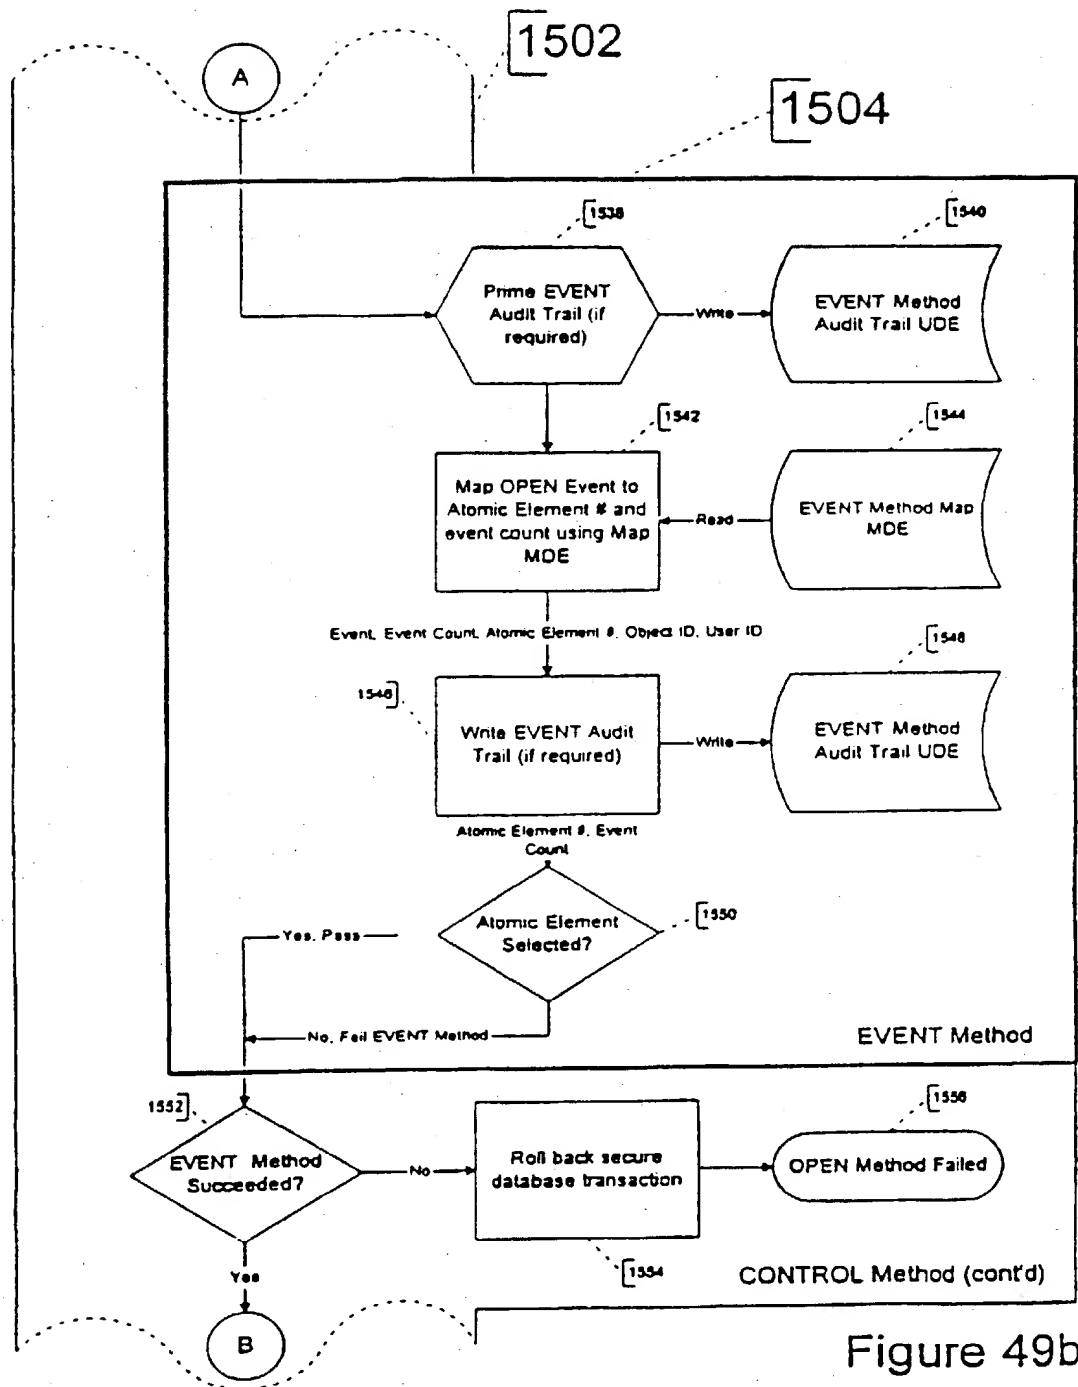 1502
A
1504
1538
1540
Prime EVENT
Audit Trail (if
required)
Write
EVENT Method
Audit Trail UDE
1542
1544
Map OPEN Event to
Atomic Element # and
event count using Map
MDE
Read
EVENT Method Map
MDE
Event, Event Count, Atomic Element #, Object ID, User ID
1546
1548
Write EVENT Audit
Trail (if required)
Write
EVENT Method
Audit Trail UDE
Atomic Element #, Event
Count
1550
Atomic Element
Selected?
Yes, Pass
No, Fail EVENT Method
EVENT Method
1552
1556
EVENT Method
Succeeded?
No
Roll back secure
database transaction
OPEN Method Failed
1554
Yes
CONTROL Method (cont'd)
B
Figure 49b